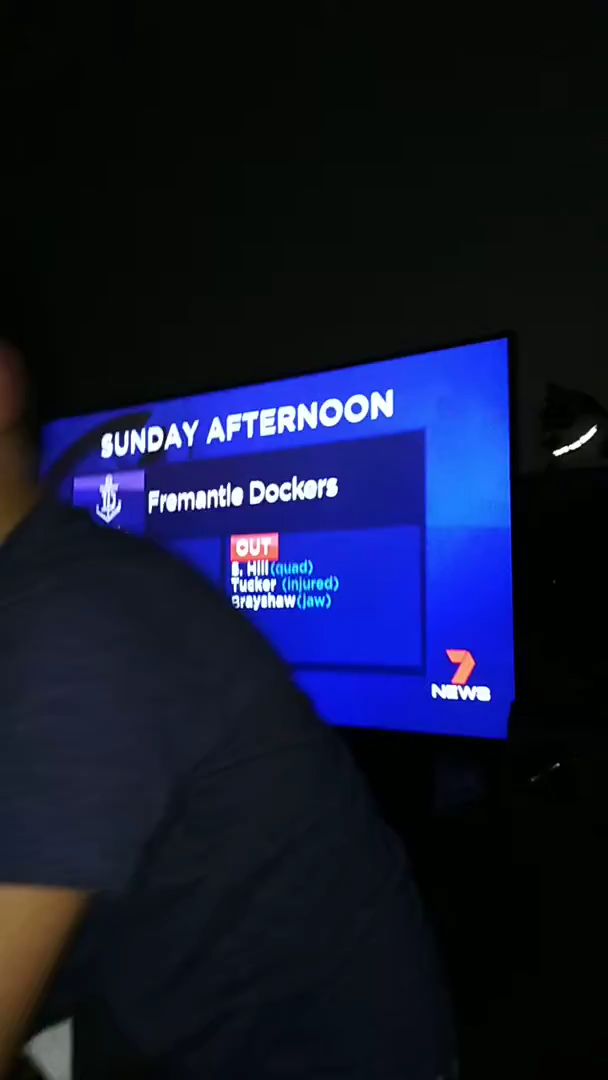 SUNDAY AFTERNOON
Fremantle Dockers
OUT
S. Hill (quad)
Tucker (injured)
Brayshaw (jaw)
7
NEWS